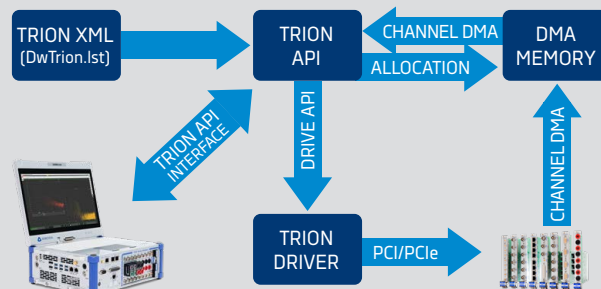 TRION XML
(DwTrion.lst)
TRION
API
CHANNEL DMA
ALLOCATION
DMA
MEMORY
TRION API
INTERFACE
DRIVE API
CHANNEL DMA
TRION
DRIVER
PCI/PCIe